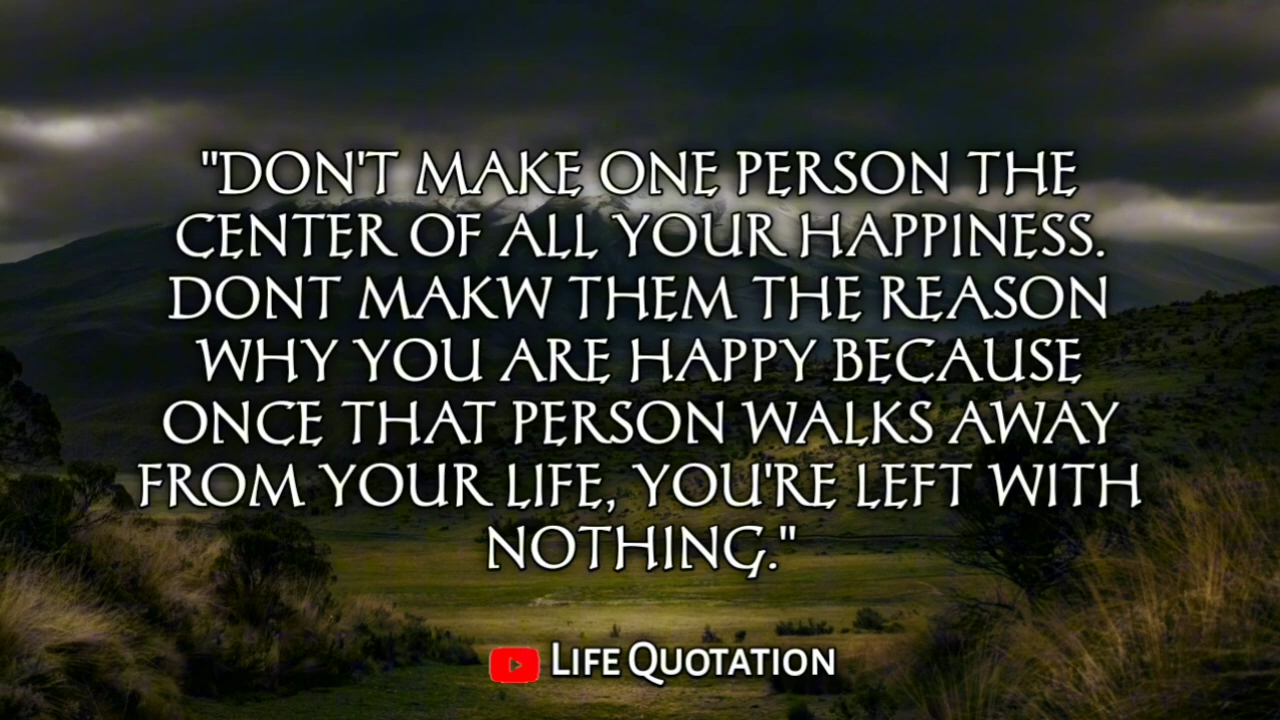 "DON'T MAKE ONE PERSON THE
CENTER OF ALL YOUR HAPPINESS.
DONT MAKW THEM THE REASON
WHY YOU ARE HAPPY BECAUSE
ONCE THAT PERSON WALKS AWAY
FROM YOUR LIFE, YOU'RE LEFT WITH
NOTHING."
LIFE QUOTATION